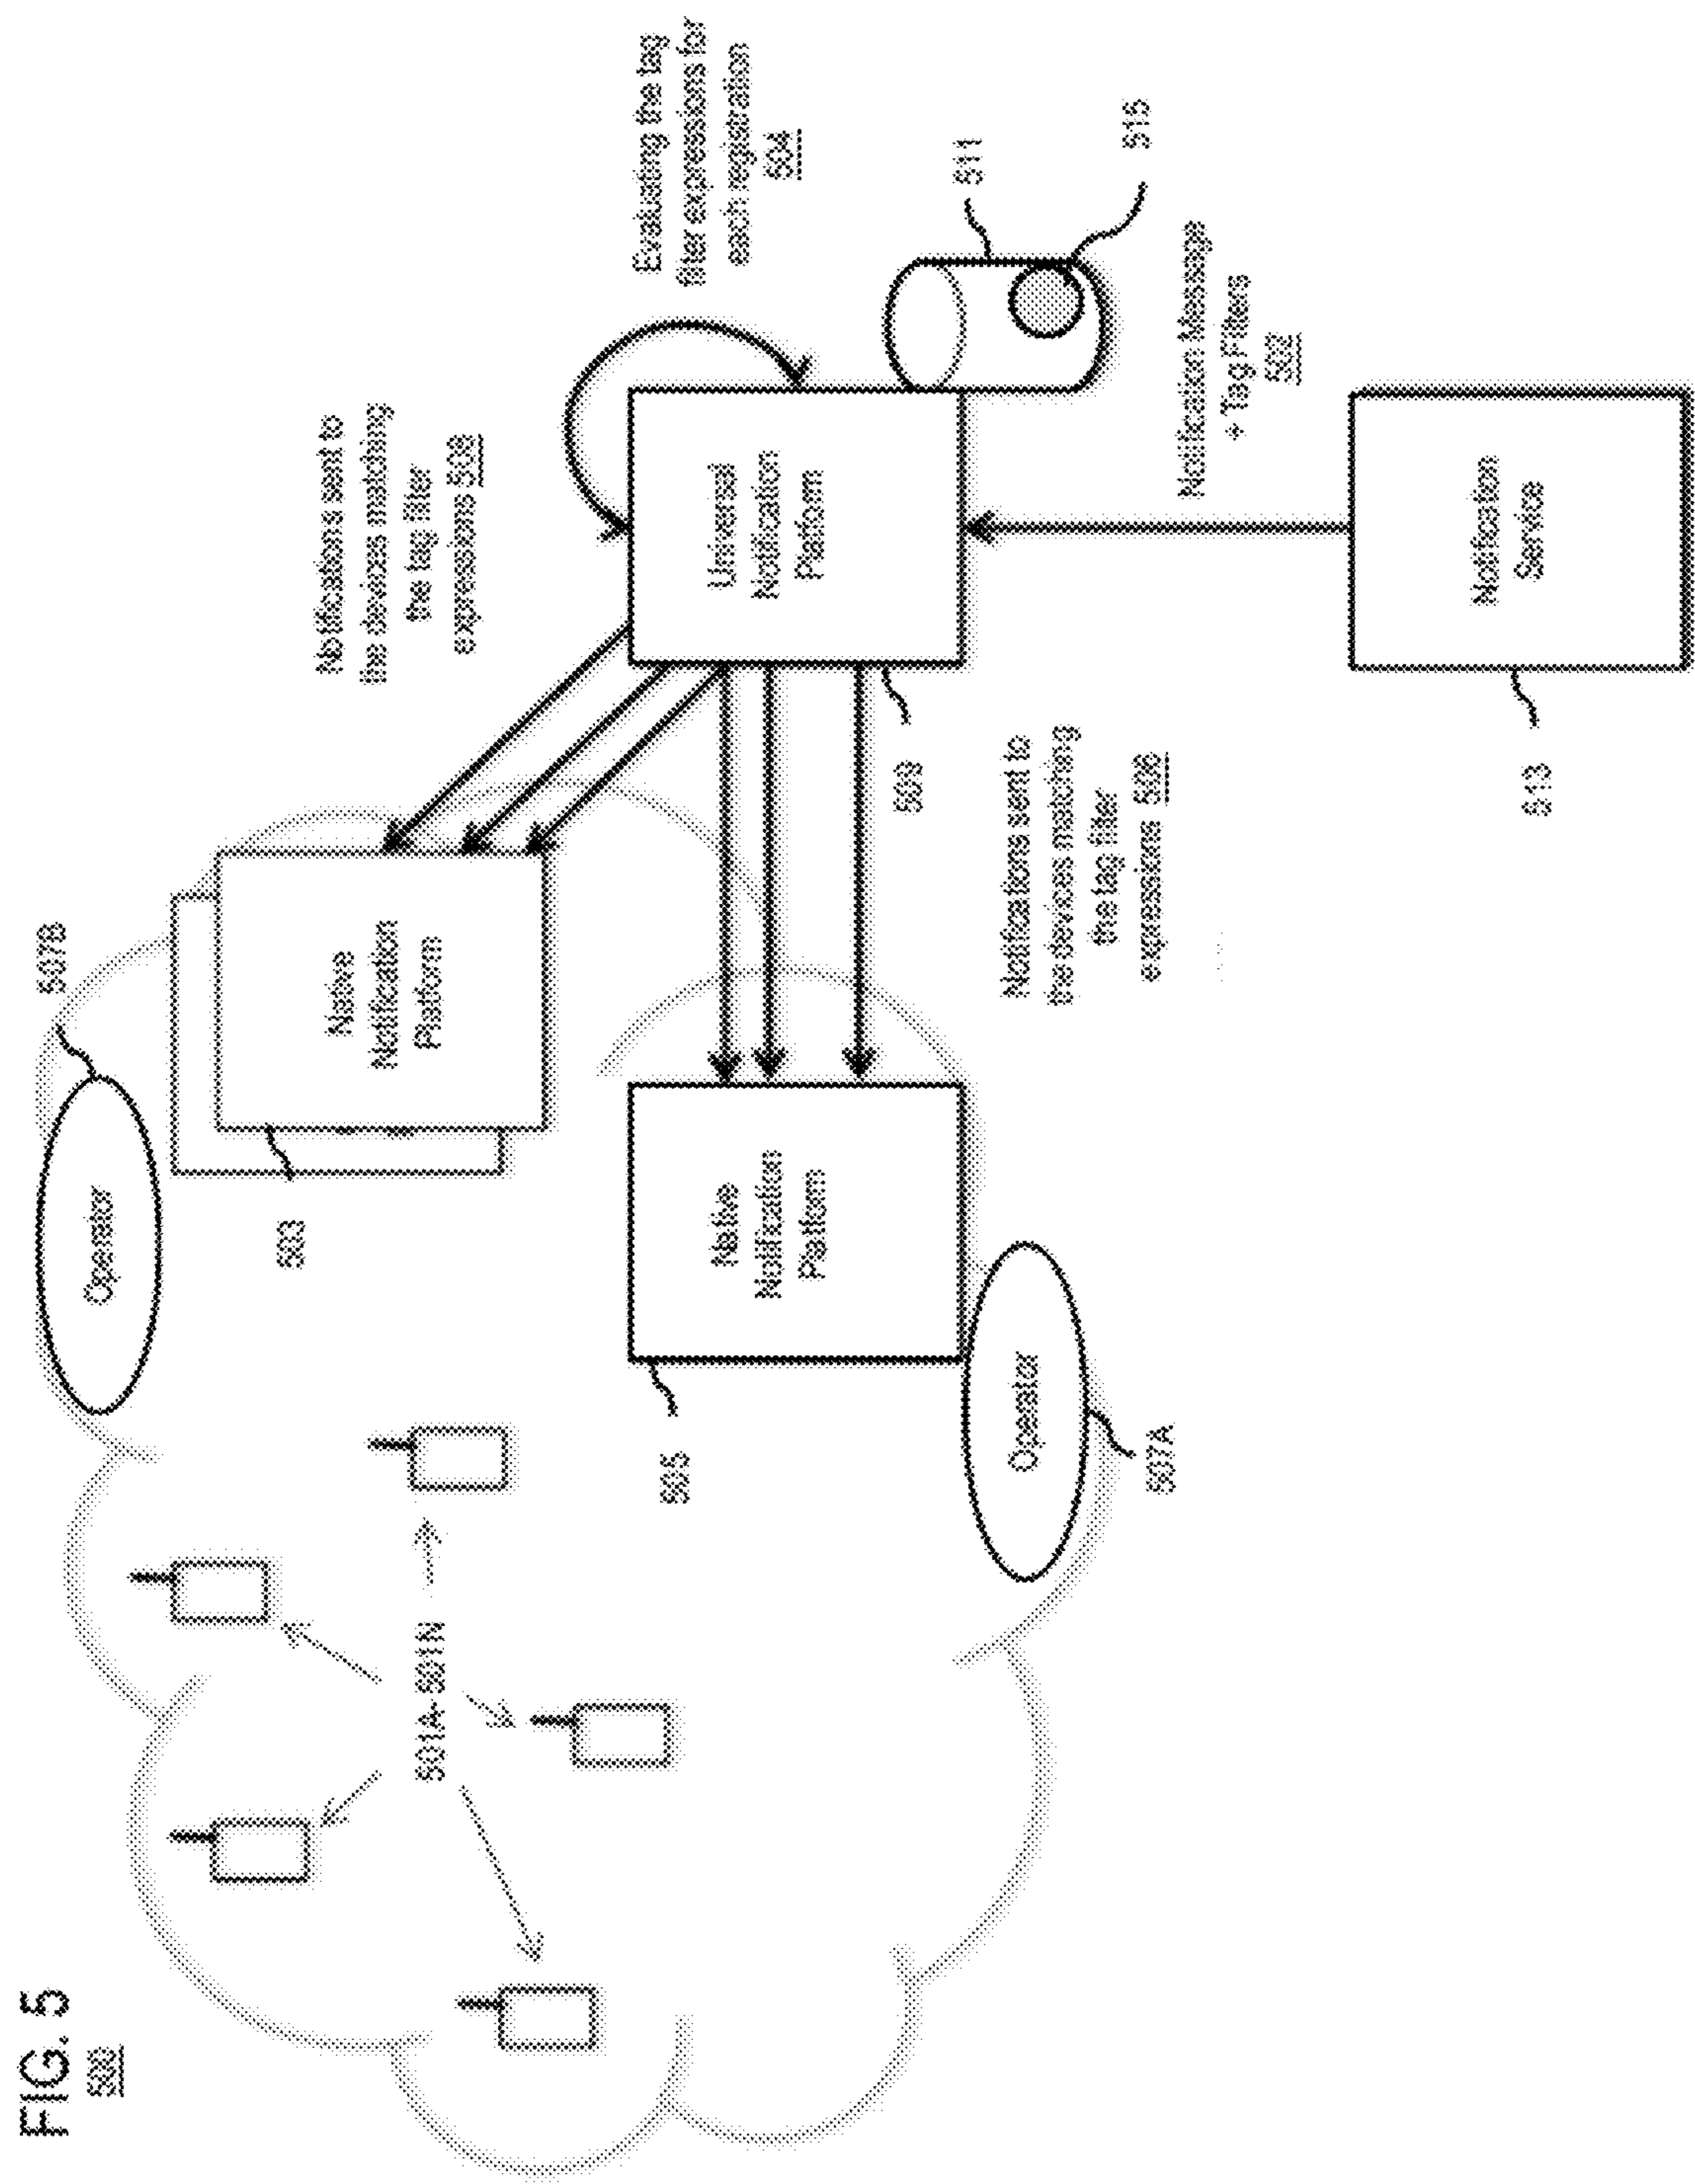 FIG. 5
500
501A-501N
Operator
507B
503
Native
Notification
Platform
505
Native
Notification
Platform
Operator
507A
Notifications sent to
the devices matching
the tag filter
expressions 508
Notifications sent to
the devices matching
the tag filter
expressions 506
509
Universal
Notification
Platform
Evaluating the tag
filter expressions for
each registration
504
511
515
Notification Message
+ Tag Filters
502
513
Notification
Service